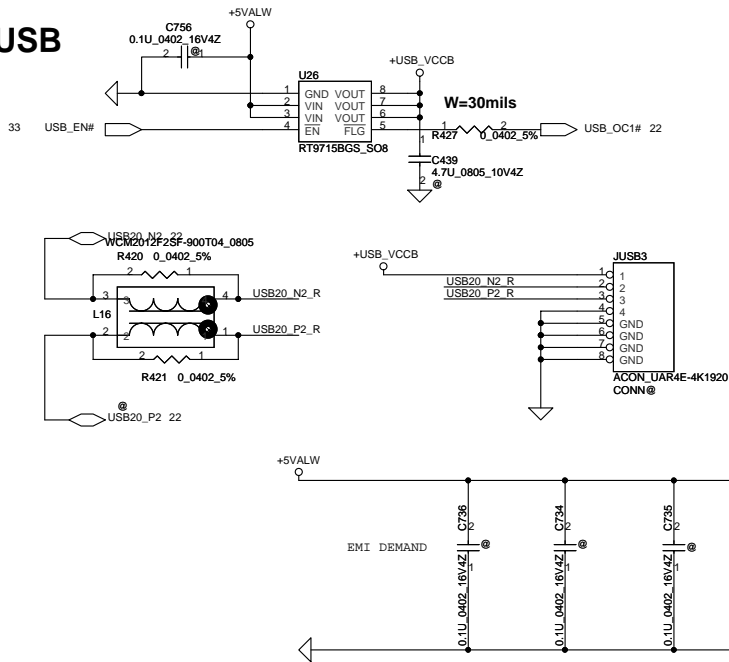 USB
+5VALW
C756
0.1U_0402_16V4Z
2 1
@
+USB_VCCB
U26
1 GND VOUT 8
2 VIN VOUT 7
3 VIN VOUT 6
4 EN FLG 5
RT9715BGS_SO8
W=30mils
33 USB_EN#
1 2
R427 0_0402_5%
USB_OC1# 22
1
C439
4.7U_0805_10V4Z
2
@
USB20_N2 22
WCM2012F2SF-900T04_0805
R420 0_0402_5%
2 1
3 3 4
USB20_N2_R
L16
2 2 1
USB20_P2_R
2 1
R421 0_0402_5%
@
USB20_P2 22
+USB_VCCB
JUSB3
1 1
USB20_N2_R 2 2
USB20_P2_R 3 3
4 4
5 GND
6 GND
7 GND
8 GND
ACON_UAR4E-4K1920
CONN@
+5VALW
EMI DEMAND
C736
2
@
1
0.1U_0402_16V4Z
C734
2
@
1
0.1U_0402_16V4Z
C735
2
@
1
0.1U_0402_16V4Z